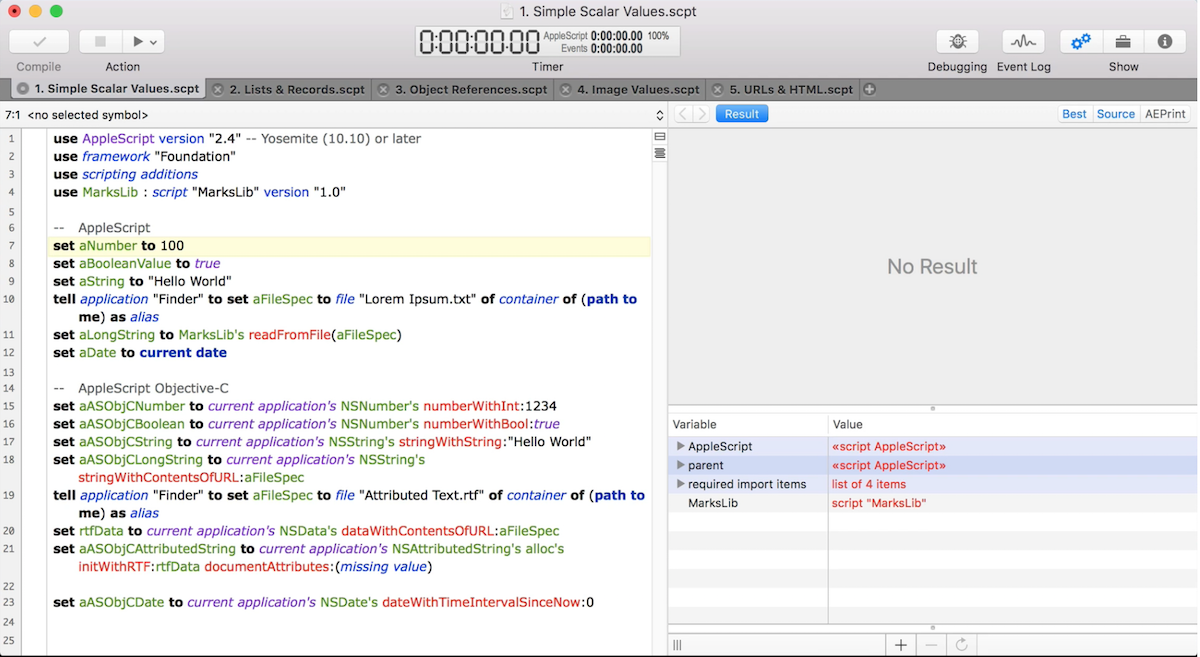 1. Simple Scalar Values.scpt
0:00:00.00 AppleScript 0:00:00.00 100%
Events 0:00:00.00
Compile Action Timer Debugging Event Log Show
1. Simple Scalar Values.scpt 2. Lists & Records.scpt 3. Object References.scpt 4. Image Values.scpt 5. URLs & HTML.scpt
7:1 <no selected symbol> Result Best Source AEPrint
1 use AppleScript version "2.4" -- Yosemite (10.10) or later
2 use framework "Foundation"
3 use scripting additions
4 use MarksLib : script "MarksLib" version "1.0"
5
6 -- AppleScript
7 set aNumber to 100
8 set aBooleanValue to true
9 set aString to "Hello World"
10 tell application "Finder" to set aFileSpec to file "Lorem Ipsum.txt" of container of (path to
me) as alias
11 set aLongString to MarksLib's readFromFile(aFileSpec)
12 set aDate to current date
13
14 -- AppleScript Objective-C
15 set aASObjCNumber to current application's NSNumber's numberWithInt:1234
16 set aASObjCBoolean to current application's NSNumber's numberWithBool:true
17 set aASObjCString to current application's NSString's stringWithString:"Hello World"
18 set aASObjCLongString to current application's NSString's
stringWithContentsOfURL:aFileSpec
19 tell application "Finder" to set aFileSpec to file "Attributed Text.rtf" of container of (path to
me) as alias
20 set rtfData to current application's NSData's dataWithContentsOfURL:aFileSpec
21 set aASObjCAttributedString to current application's NSAttributedString's alloc's
initWithRTF:rtfData documentAttributes:(missing value)
22
23 set aASObjCDate to current application's NSDate's dateWithTimeIntervalSinceNow:0
24
25
No Result
Variable Value
AppleScript «script AppleScript»
parent «script AppleScript»
required import items list of 4 items
MarksLib script "MarksLib"